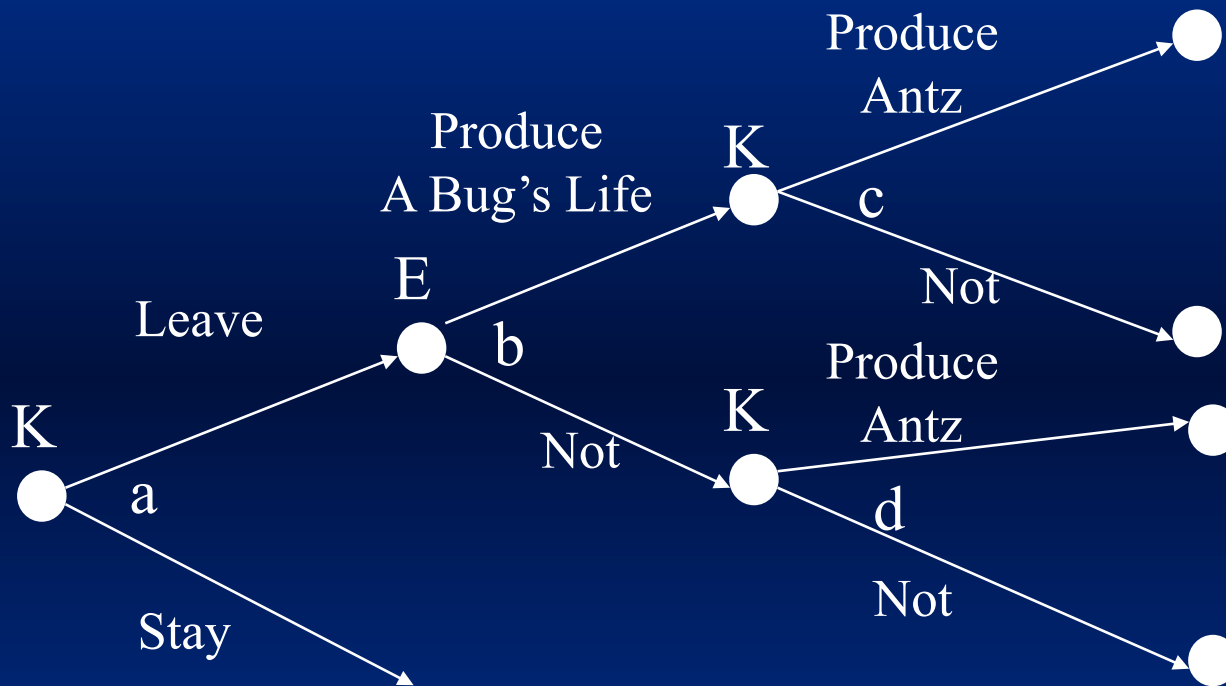 Produce
Antz
Produce
A Bug’s Life
K
c
E
Not
Leave
b
Produce
K
Antz
K
Not
a
d
Not
Stay